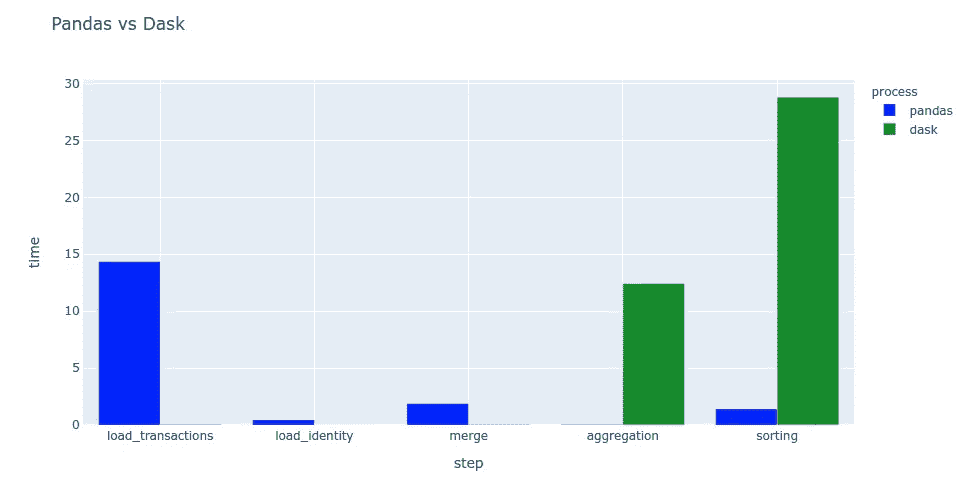 Pandas vs Dask
process
pandas
dask
30
25
20
15
10
5
0
time
load_transactions
load_identity
merge
aggregation
sorting
step